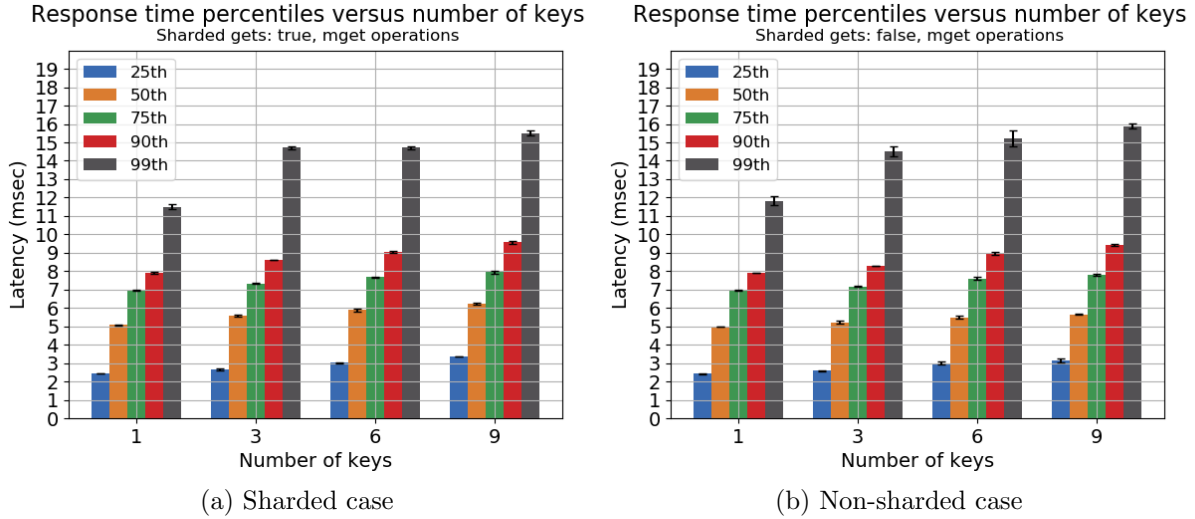 Response time percentiles versus number of keys
Sharded gets: true, mget operations
19
18
17
16
15
14
13
12
11
10
9
8
7
6
5
4
3
2
1
0
Latency (msec)
25th
50th
75th
90th
99th
1 3 6 9
Number of keys
(a) Sharded case
Response time percentiles versus number of keys
Sharded gets: false, mget operations
19
18
17
16
15
14
13
12
11
10
9
8
7
6
5
4
3
2
1
0
Latency (msec)
25th
50th
75th
90th
99th
1 3 6 9
Number of keys
(b) Non-sharded case